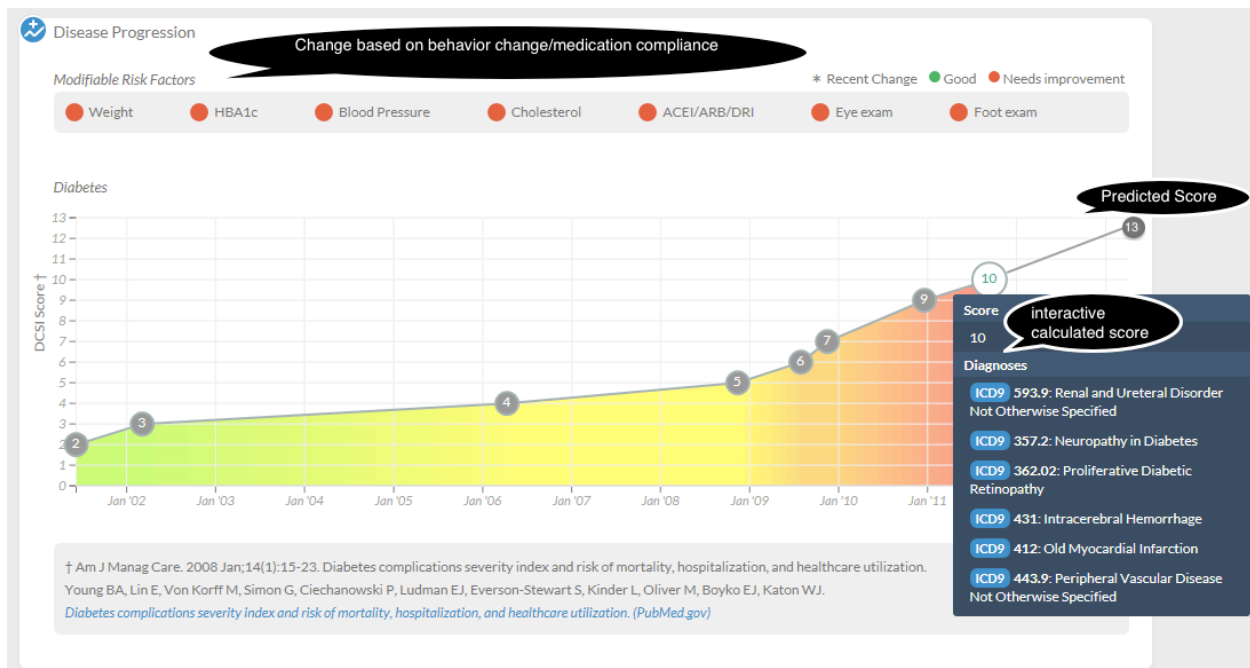 Disease Progression
Change based on behavior change/medication compliance
Modifiable Risk Factors
* Recent Change Good Needs improvement
Weight HBA1c Blood Pressure Cholesterol ACEI/ARB/DRI Eye exam Foot exam
Diabetes
Predicted Score
DCSI Score †
13
12
11
10
9
8
7
6
5
4
3
2
1
0
2 3 4 5 6 7 9 10 13
Jan '02 Jan '03 Jan '04 Jan '05 Jan '06 Jan '07 Jan '08 Jan '09 Jan '10 Jan '11
Score
10
interactive
calculated score
Diagnoses
ICD9 593.9: Renal and Ureteral Disorder
Not Otherwise Specified
ICD9 357.2: Neuropathy in Diabetes
ICD9 362.02: Proliferative Diabetic
Retinopathy
ICD9 431: Intracerebral Hemorrhage
ICD9 412: Old Myocardial Infarction
ICD9 443.9: Peripheral Vascular Disease
Not Otherwise Specified
† Am J Manag Care. 2008 Jan;14(1):15-23. Diabetes complications severity index and risk of mortality, hospitalization, and healthcare utilization.
Young BA, Lin E, Von Korff M, Simon G, Ciechanowski P, Ludman EJ, Everson-Stewart S, Kinder L, Oliver M, Boyko EJ, Katon WJ.
Diabetes complications severity index and risk of mortality, hospitalization, and healthcare utilization. (PubMed.gov)